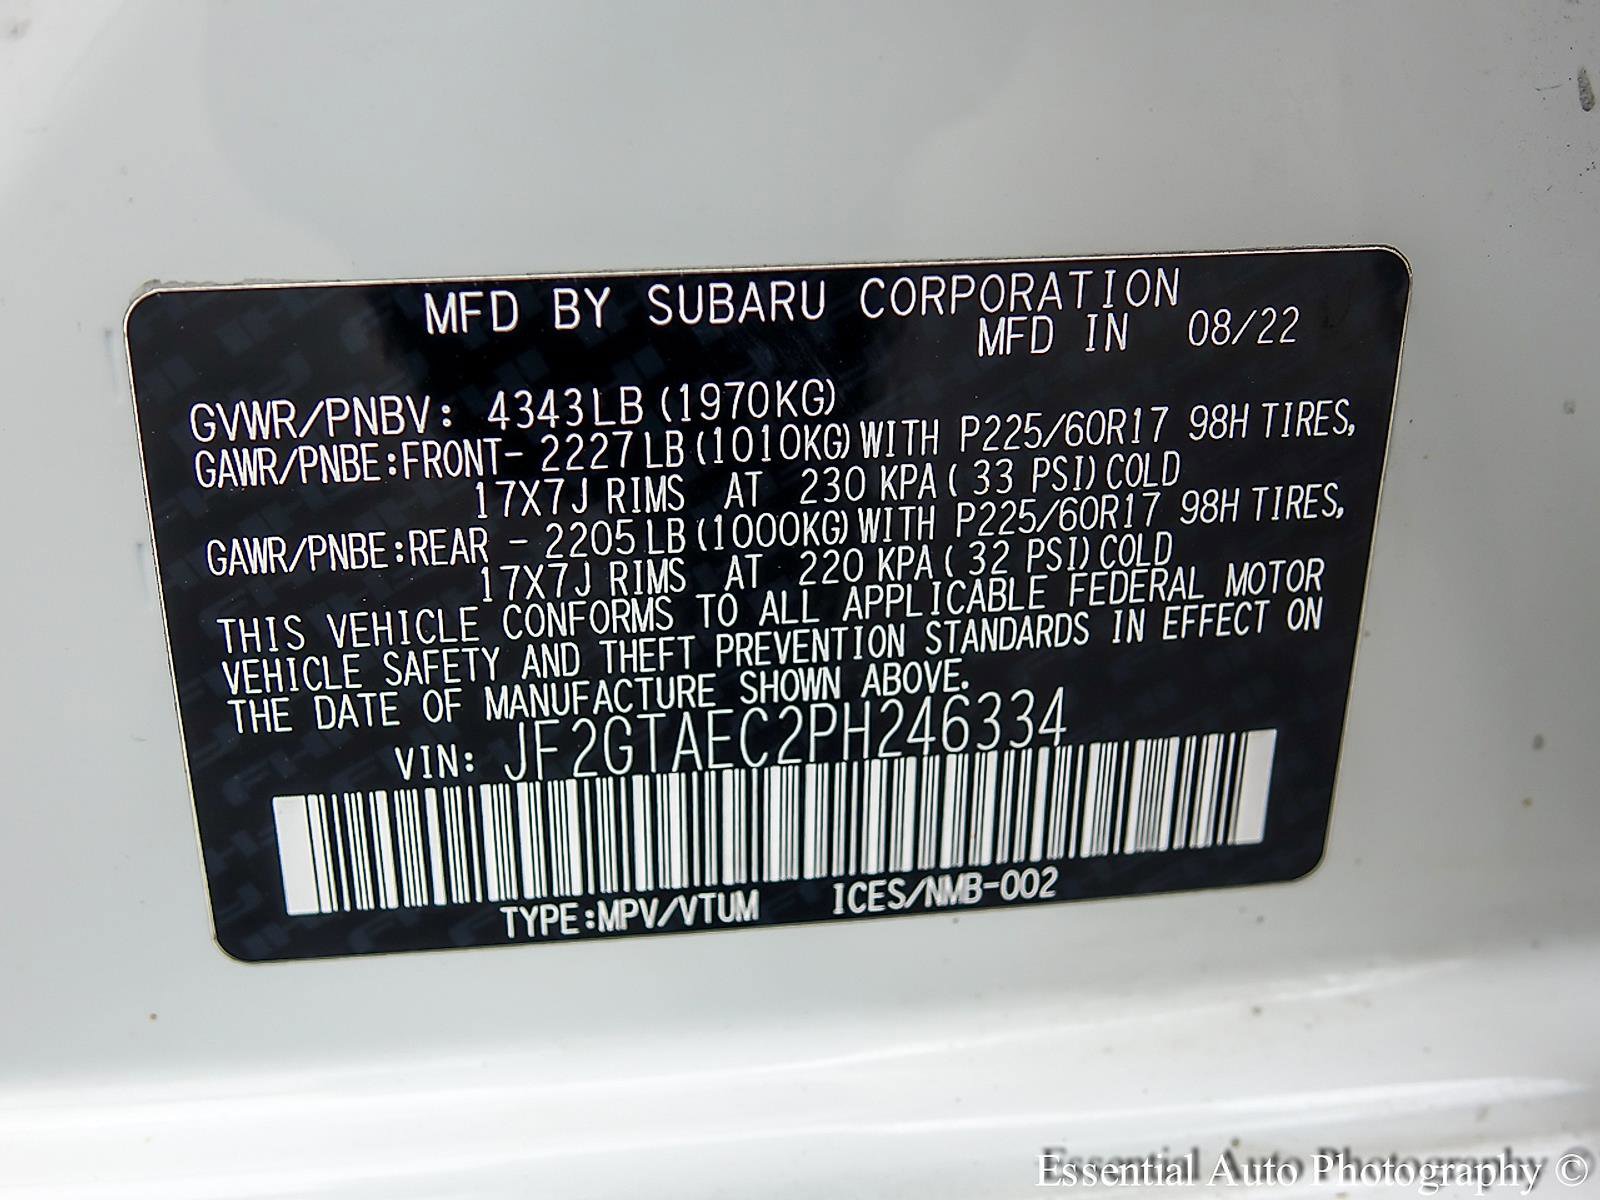 MFD BY SUBARU CORPORATION
MFD IN 08/22
GVWR/PNBV: 4343LB(1970KG)
GAWR/PNBE:FRONT- 2227LB(1010KG)WITH P225/60R17 98H TIRES,
17X7J RIMS AT 230 KPA( 33 PSI)COLD
GAWR/PNBE:REAR - 2205LB(1000KG)WITH P225/60R17 98H TIRES,
17X7J RIMS AT 220 KPA( 32 PSI)COLD
THIS VEHICLE CONFORMS TO ALL APPLICABLE FEDERAL MOTOR
VEHICLE SAFETY AND THEFT PREVENTION STANDARDS IN EFFECT ON
THE DATE OF MANUFACTURE SHOWN ABOVE.
VIN: JF2GTAEC2PH246334
TYPE:MPV/VTUM ICES/NMB-002
Essential Auto Photography ©